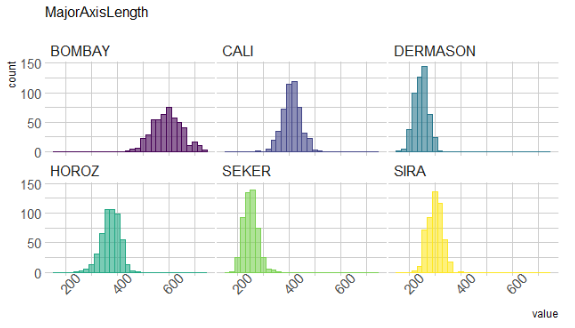 MajorAxisLength
BOMBAY CALI DERMASON
count
150
100
50
0
HOROZ SEKER SIRA
150
100
50
0
200 400 600 200 400 600 200 400 600
value